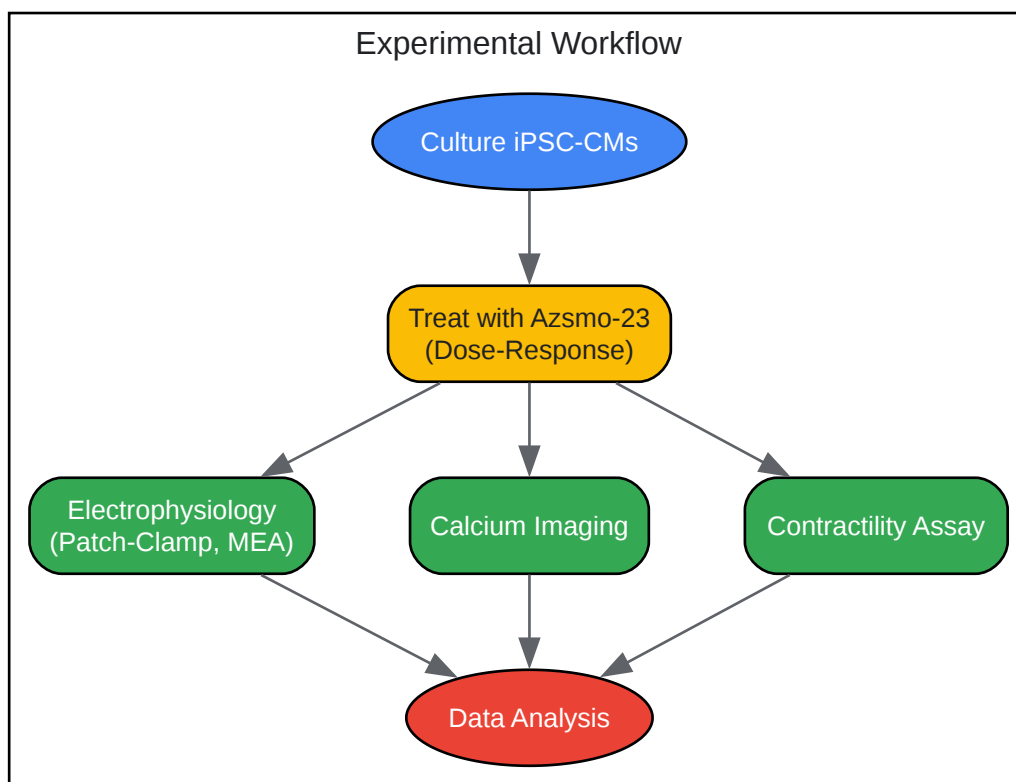 Experimental Workflow
Culture iPSC-CMs
Treat with Azsmo-23
(Dose-Response)
Electrophysiology
(Patch-Clamp, MEA)
Calcium Imaging
Contractility Assay
Data Analysis